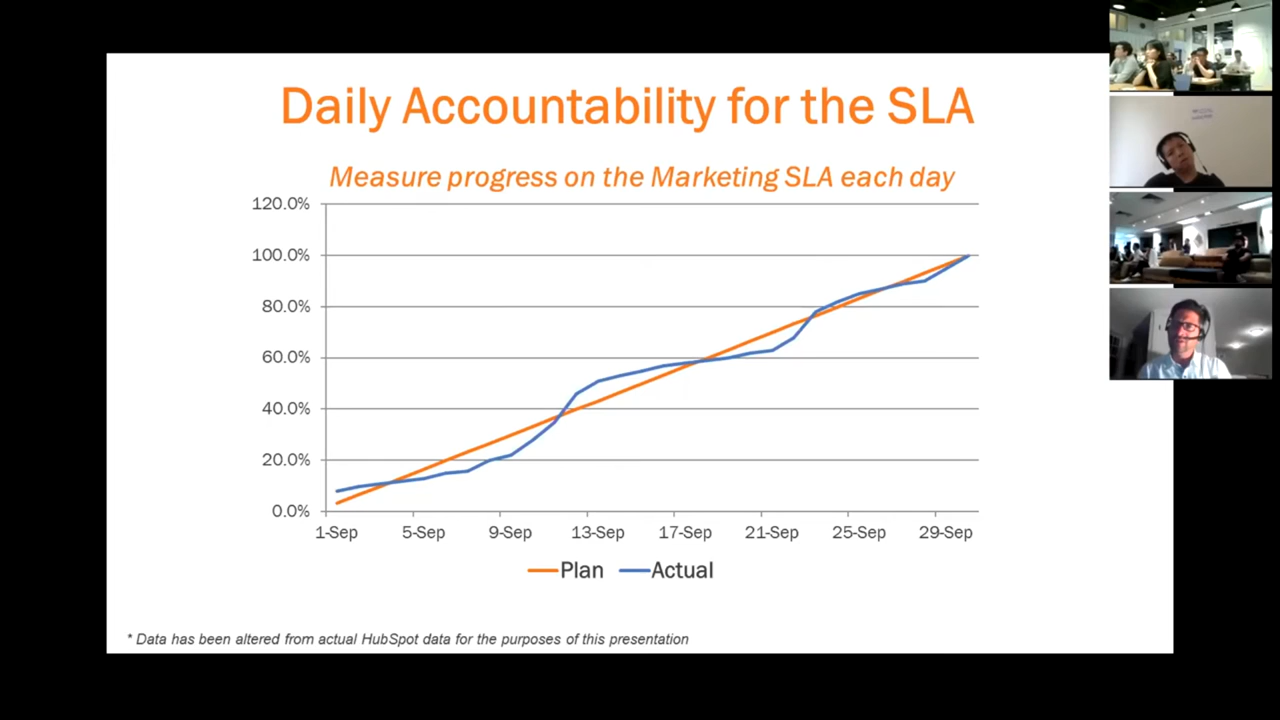 Daily Accountability for the SLA
Measure progress on the Marketing SLA each day
120.0%
100.0%
80.0%
60.0%
40.0%
20.0%
0.0%
1-Sep 5-Sep 9-Sep 13-Sep 17-Sep 21-Sep 25-Sep 29-Sep
Plan Actual
* Data has been altered from actual HubSpot data for the purposes of this presentation